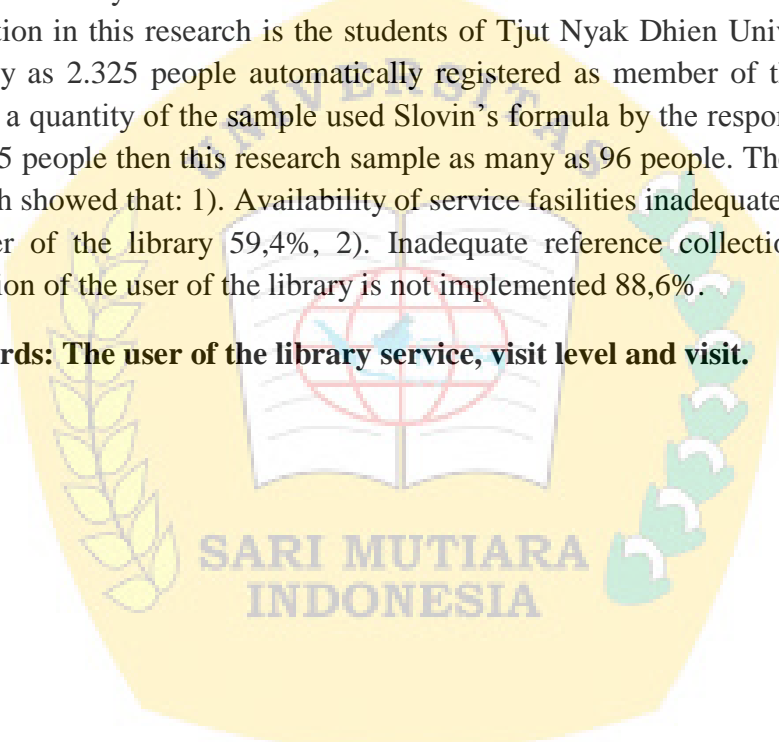 tion in this research is the students of Tjut Nyak Dhien Univ
y as 2.325 people automatically registered as member of t
a quantity of the sample used Slovin's formula by the respon
5 people then this research sample as many as 96 people. The
h showed that: 1). Availability of service fasilities inadequate
er of the library 59,4%, 2). Inadequate reference collectio
ion of the user of the library is not implemented 88,6%.
rds: The user of the library service, visit level and visit.
UNIVERSITAS
SARI MUTIARA
INDONESIA